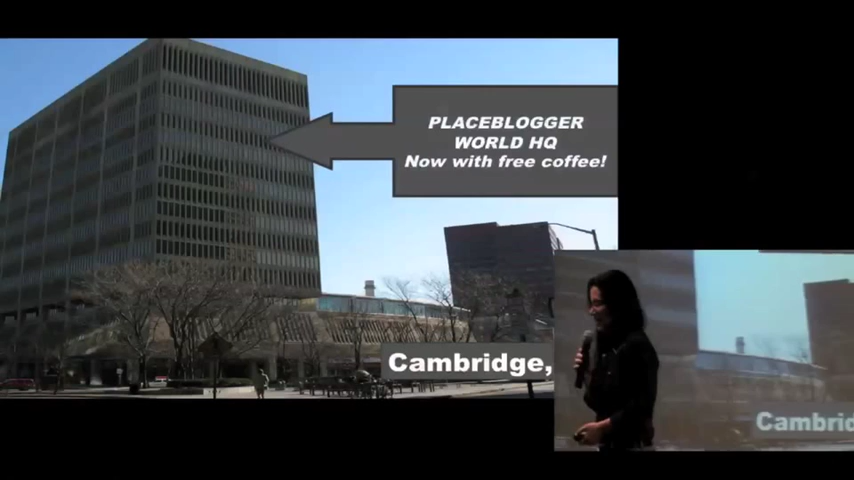 PLACEBLOGGER
WORLD HQ
Now with free coffee!
Cambridge,
Cambrid